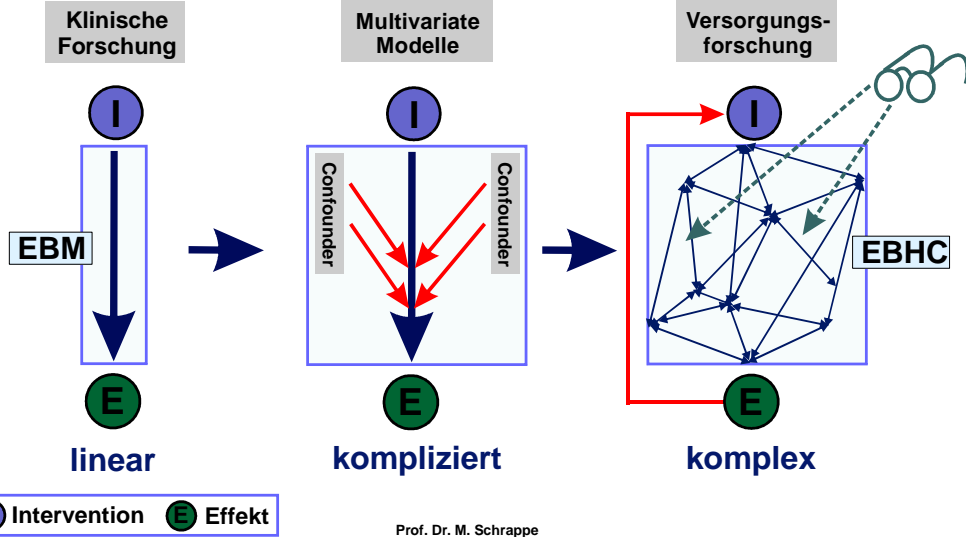 Klinische
Forschung
Multivariate
Modelle
Versorgungs-
forschung
I
I
I
EBM
Confounder
Confounder
EBHC
E
E
E
linear
kompliziert
komplex
Intervention
E Effekt
Prof. Dr. M. Schrappe